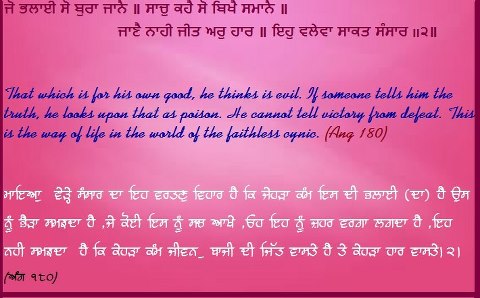 ਜੋ ਭਲਾਈ ਸੋ ਬੁਰਾ ਜਾਨੈ ॥ ਸਾਚੁ ਕਹੈ ਸੋ ਬਿਖੈ ਸਮਾਨੈ ॥
ਜਾਣੈ ਨਾਹੀ ਜੀਤ ਅਰੁ ਹਾਰ ॥ ਇਹੁ ਵਲੇਵਾ ਸਾਕਤ ਸੰਸਾਰ ॥੨॥
That which is for his own good, he thinks is evil. If someone tells him the
truth, he looks upon that as poison. He cannot tell victory from defeat. This
is the way of life in the world of the faithless cynic. (Ang 180)
ਮਾਇਆ ਵੇੜ੍ਹੇ ਸੰਸਾਰ ਦਾ ਇਹ ਵਰਤਣ ਵਿਹਾਰ ਹੈ ਕਿ ਜੇਹੜਾ ਕੰਮ ਇਸ ਦੀ ਭਲਾਈ (ਦਾ) ਹੈ ਉਸ
ਨੂੰ ਭੈੜਾ ਸਮਝਦਾ ਹੈ ,ਜੇ ਕੋਈ ਇਸ ਨੂੰ ਸਚ ਆਖੇ ,ਓਹ ਇਹ ਨੂੰ ਜ਼ਹਰ ਵਰਗਾ ਲਗਦਾ ਹੈ ,ਇਹ
ਨਹੀ ਸਮਝਦਾ ਹੈ ਕਿ ਕੇਹੜਾ ਕੰਮ ਜੀਵਨ_ ਬਾਜੀ ਦੀ ਜਿੱਤ ਵਾਸਤੇ ਹੈ ਤੇ ਕੇਹੜਾ ਹਾਰ ਵਾਸਤੇ।੨।
(ਅੰਗ ੧੮੦)